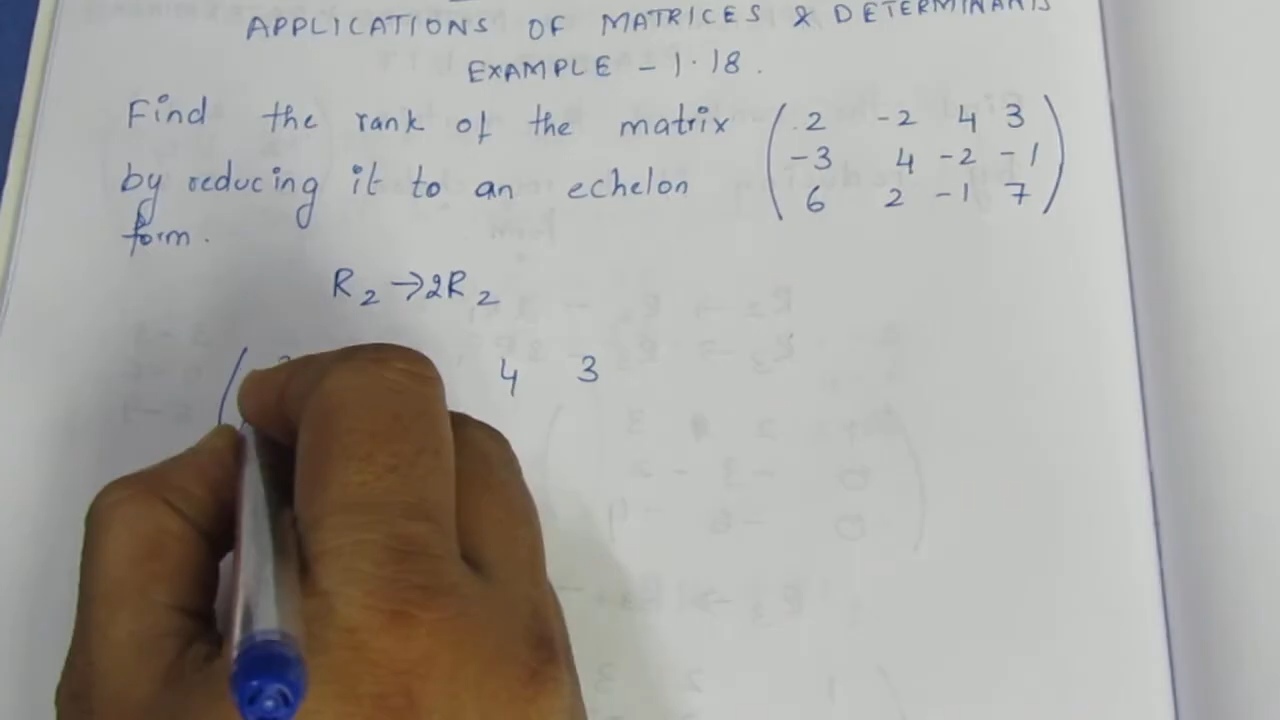 APPLICATIONS OF MATRICES & DETERMINANTS
EXAMPLE - 1.18.
Find the rank of the matrix
by reducing it to an echelon
form.
2 -2 4 3
-3 4 -2 -1
6 2 -1 7
R2 → 2R2
4 3